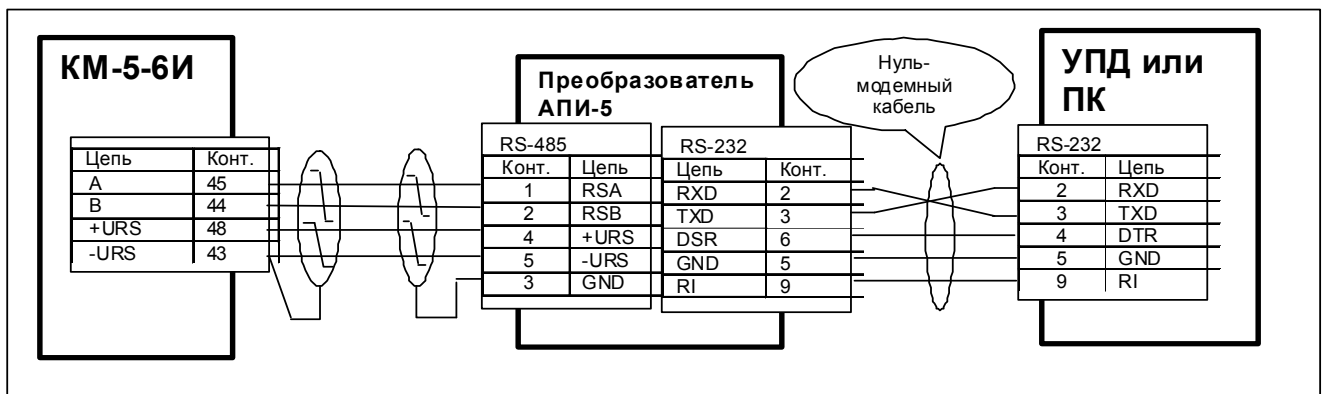 КМ-5-6И
Цепь Конт.
А 45
В 44
+URS 48
-URS 43
Преобразователь
АПИ-5
RS-485
Конт. Цепь
1 RSA
2 RSB
4 +URS
5 -URS
3 GND
RS-232
Цепь Конт.
RXD 2
TXD 3
DSR 6
GND 5
RI 9
Нуль-
модемный
кабель
УПД или
ПК
RS-232
Конт. Цепь
2 RXD
3 TXD
4 DTR
5 GND
9 RI